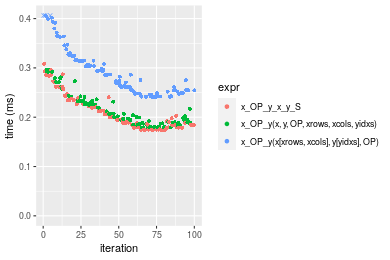 0.4
0.3
0.2
0.1
0.0
time (ms)
0
25
50
75
100
iteration
expr
x_OP_y_x_y_S
x_OP_y(x, y, OP, xrows, xcols, yidxs)
x_OP_y(x[xrows, xcols], y[yidxs], OP)